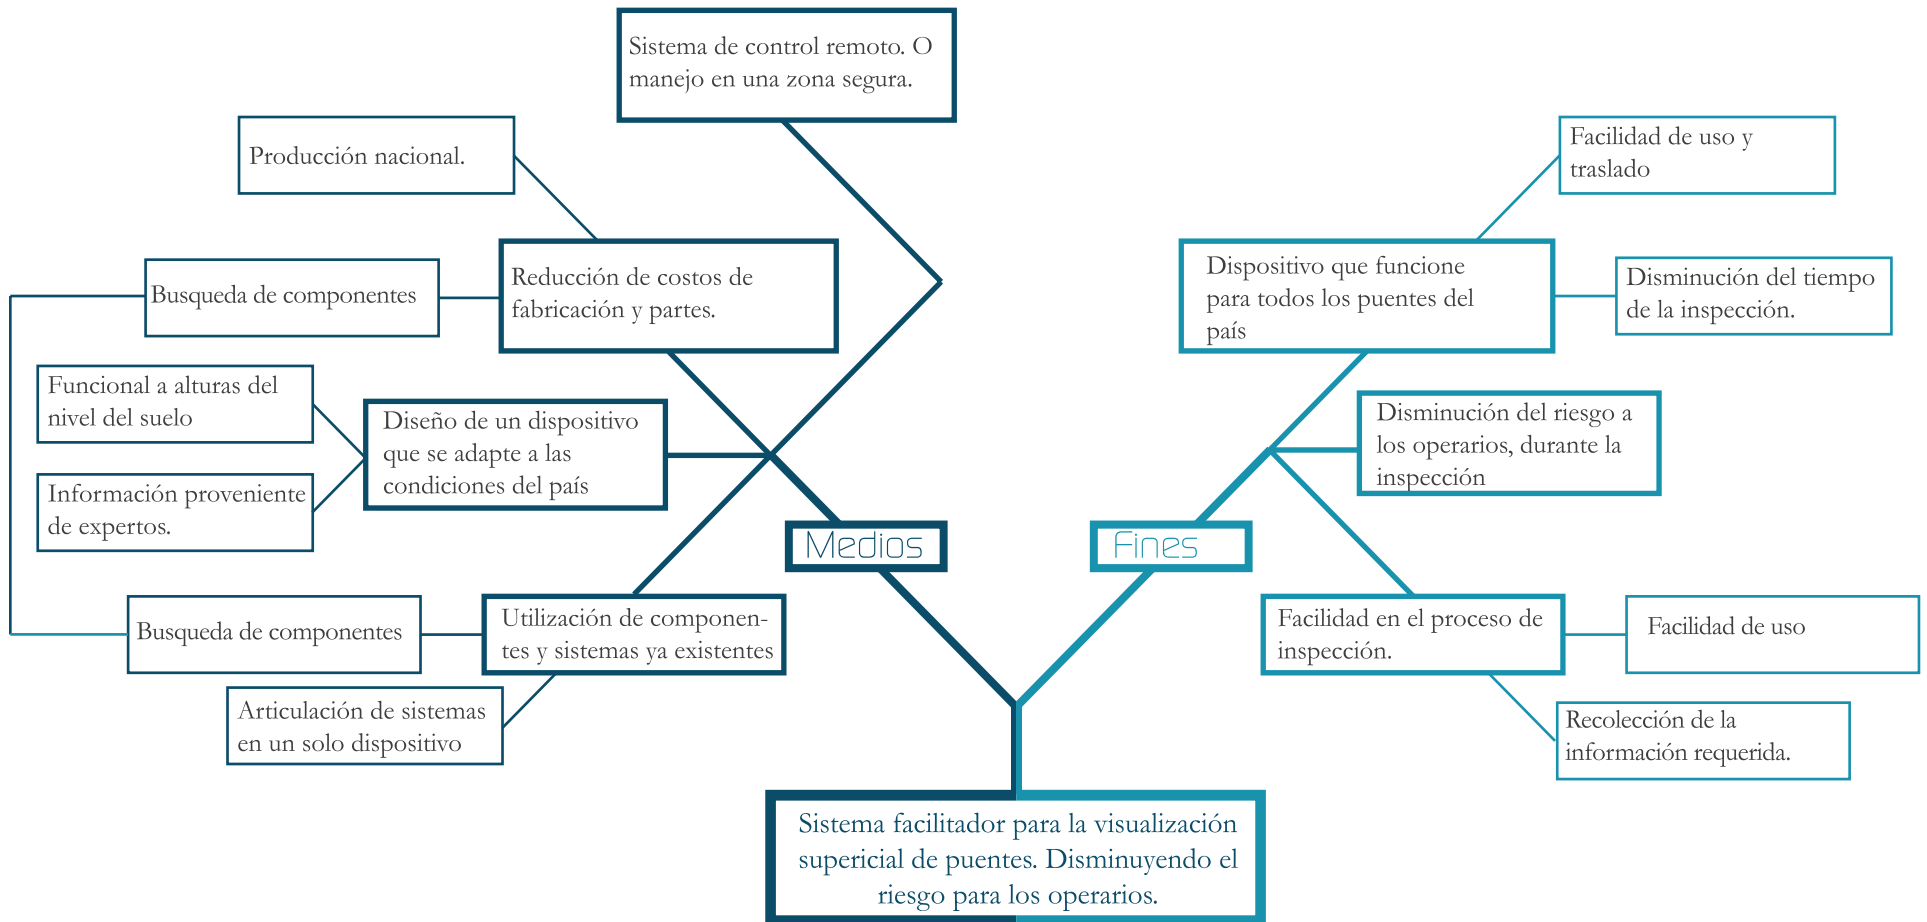 Sistema de control remoto. O
manejo en una zona segura.
Producción nacional.
Facilidad de uso y
traslado
Busqueda de componentes
Reducción de costos de
fabricación y partes.
Dispositivo que funcione
para todos los puentes del
país
Disminución del tiempo
de la inspección.
Funcional a alturas del
nivel del suelo
Diseño de un dispositivo
que se adapte a las
condiciones del país
Disminución del riesgo a
los operarios, durante la
inspección
Información proveniente
de expertos.
Medios
Fines
Busqueda de componentes
Utilización de componen-
tes y sistemas ya existentes
Facilidad en el proceso de
inspección.
Facilidad de uso
Articulación de sistemas
en un solo dispositivo
Recolección de la
información requerida.
Sistema facilitador para la visualización
supericial de puentes. Disminuyendo el
riesgo para los operarios.